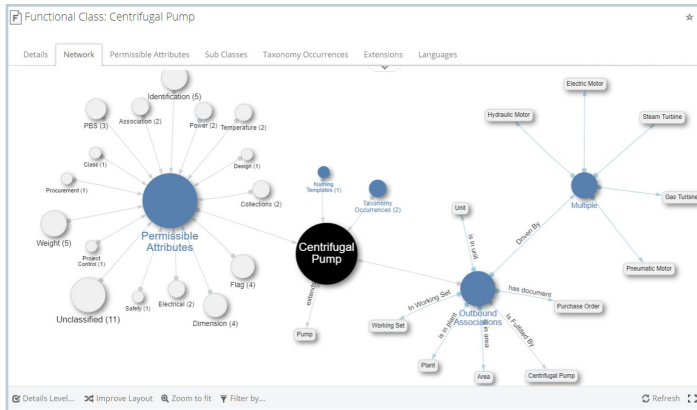 Functional Class: Centrifugal Pump
Details
Network
Permissible Attributes
Sub Classes
Taxonomy Occurrences
Extensions
Languages
Identification (5)
PBS (3)
Association (2)
Power (2)
Temperature (2)
Class (1)
Design (1)
Procurement (1)
Collections (2)
Permissible
Attributes
Weight (5)
Project
Control (1)
Unclassified (11)
Safety (1)
Electrical (2)
Dimension (4)
Flag (4)
Naming
Templates (1)
Taxonomy
Occurrences (2)
Centrifugal
Pump
extends
Pump
Electric Motor
Hydraulic Motor
Steam Turbine
Gas Turbine
Multiple
Pneumatic Motor
Driven By
Unit
is in unit
Outbound
Associations
has document
Purchase Order
In Working Set
Working Set
is in plant
Plant
is in area
Area
Is Fulfilled By
Centrifugal Pump
Details Level...
Improve Layout
Zoom to fit
Filter by...
Refresh